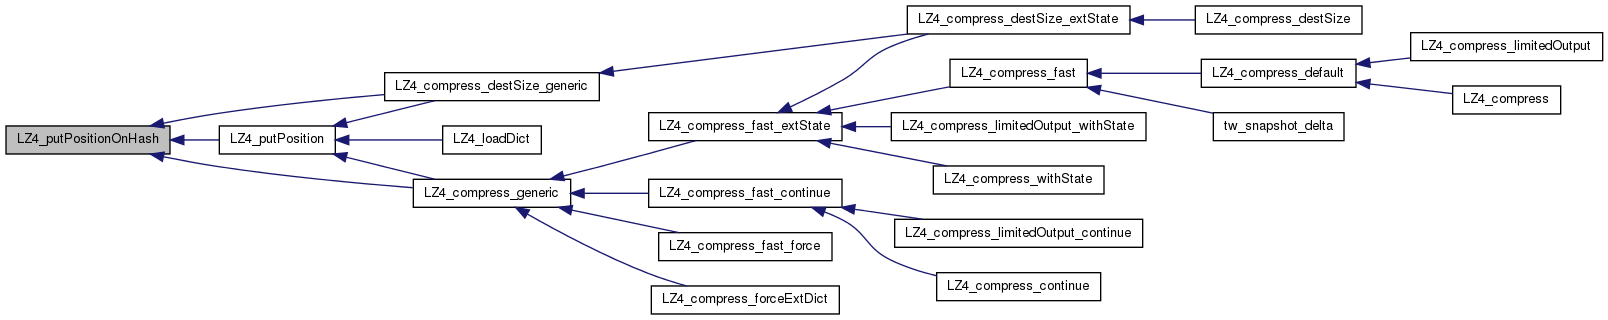 LZ4_putPositionOnHash
LZ4_compress_destSize_generic
LZ4_putPosition
LZ4_loadDict
LZ4_compress_generic
LZ4_compress_destSize_extState
LZ4_compress_destSize
LZ4_compress_fast_extState
LZ4_compress_fast
LZ4_compress_default
LZ4_compress_limitedOutput
LZ4_compress
tw_snapshot_delta
LZ4_compress_limitedOutput_withState
LZ4_compress_withState
LZ4_compress_fast_continue
LZ4_compress_limitedOutput_continue
LZ4_compress_continue
LZ4_compress_fast_force
LZ4_compress_forceExtDict